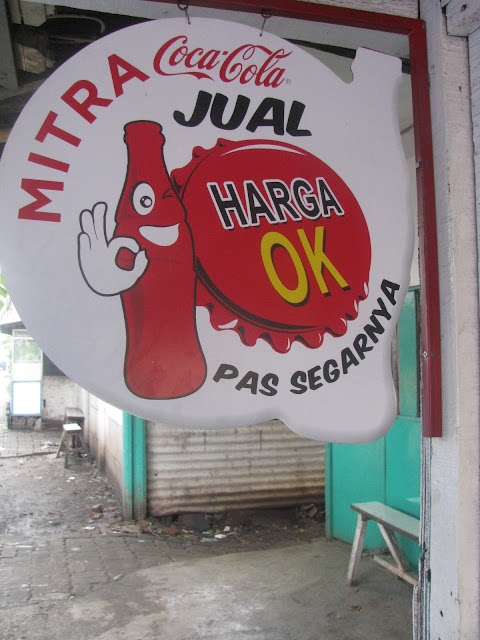 MITRA
Coca-Cola
JUAL
HARGA
OK
PAS SEGARNYA